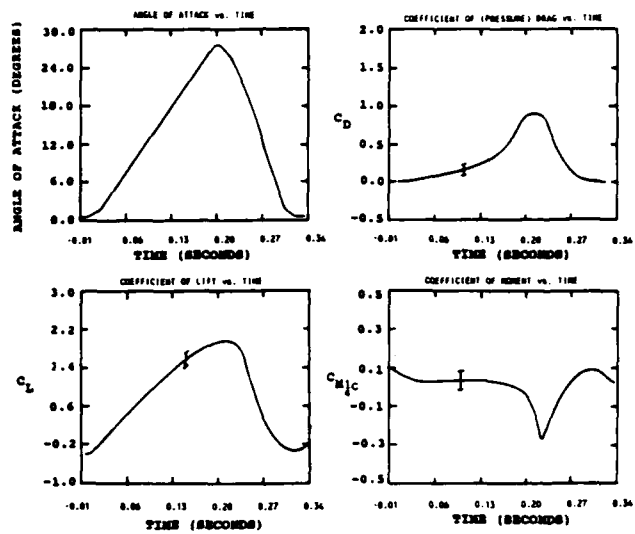 ANGLE OF ATTACK vs. TIME
30.0
24.0
18.0
12.0
6.0
0.0
ANGLE OF ATTACK (DEGREES)
-0.01 0.06 0.13 0.20 0.27 0.34
TIME (SECONDS)
COEFFICIENT OF (PRESSURE) DRAG vs. TIME
2.0
1.5
1.0
0.5
0.0
-0.5
CD
-0.01 0.06 0.13 0.20 0.27 0.34
TIME (SECONDS)
COEFFICIENT OF LIFT vs. TIME
3.0
2.2
1.4
0.6
-0.2
-1.0
CL
-0.01 0.06 0.13 0.20 0.27 0.34
TIME (SECONDS)
COEFFICIENT OF MOMENT vs. TIME
0.5
0.3
0.1
-0.1
-0.3
-0.5
CM¼C
-0.01 0.06 0.13 0.20 0.27 0.34
TIME (SECONDS)